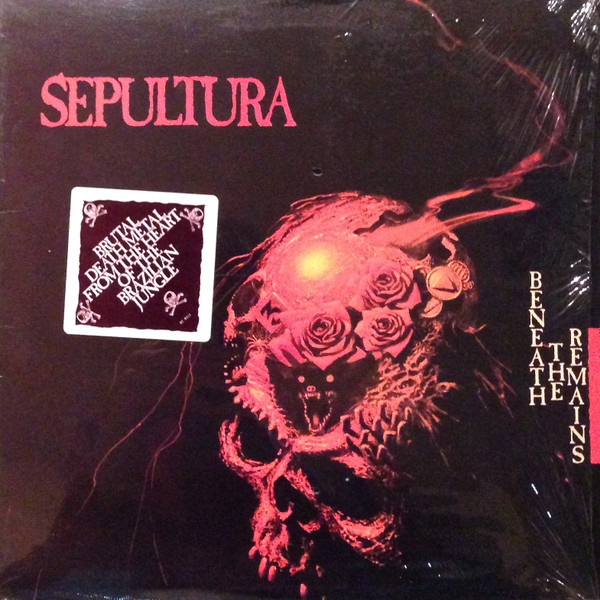 SEPULTURA
BRUTAL
DEATH METAL
FROM THE HEART
OF THE
BRAZILIAN
JUNGLE
BENEATH
THE
REMAINS